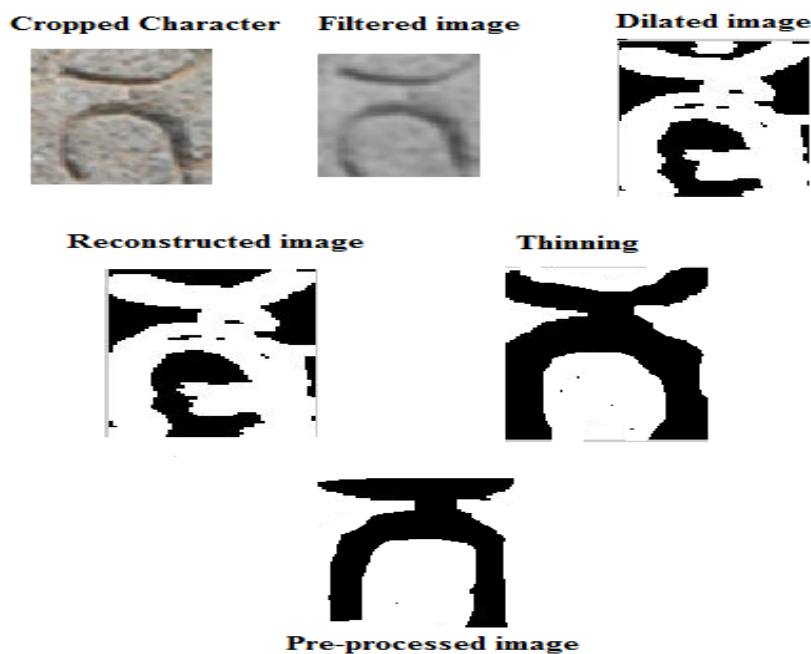 Cropped Character Filtered image Dilated image
Reconstructed image Thinning
Pre-processed image